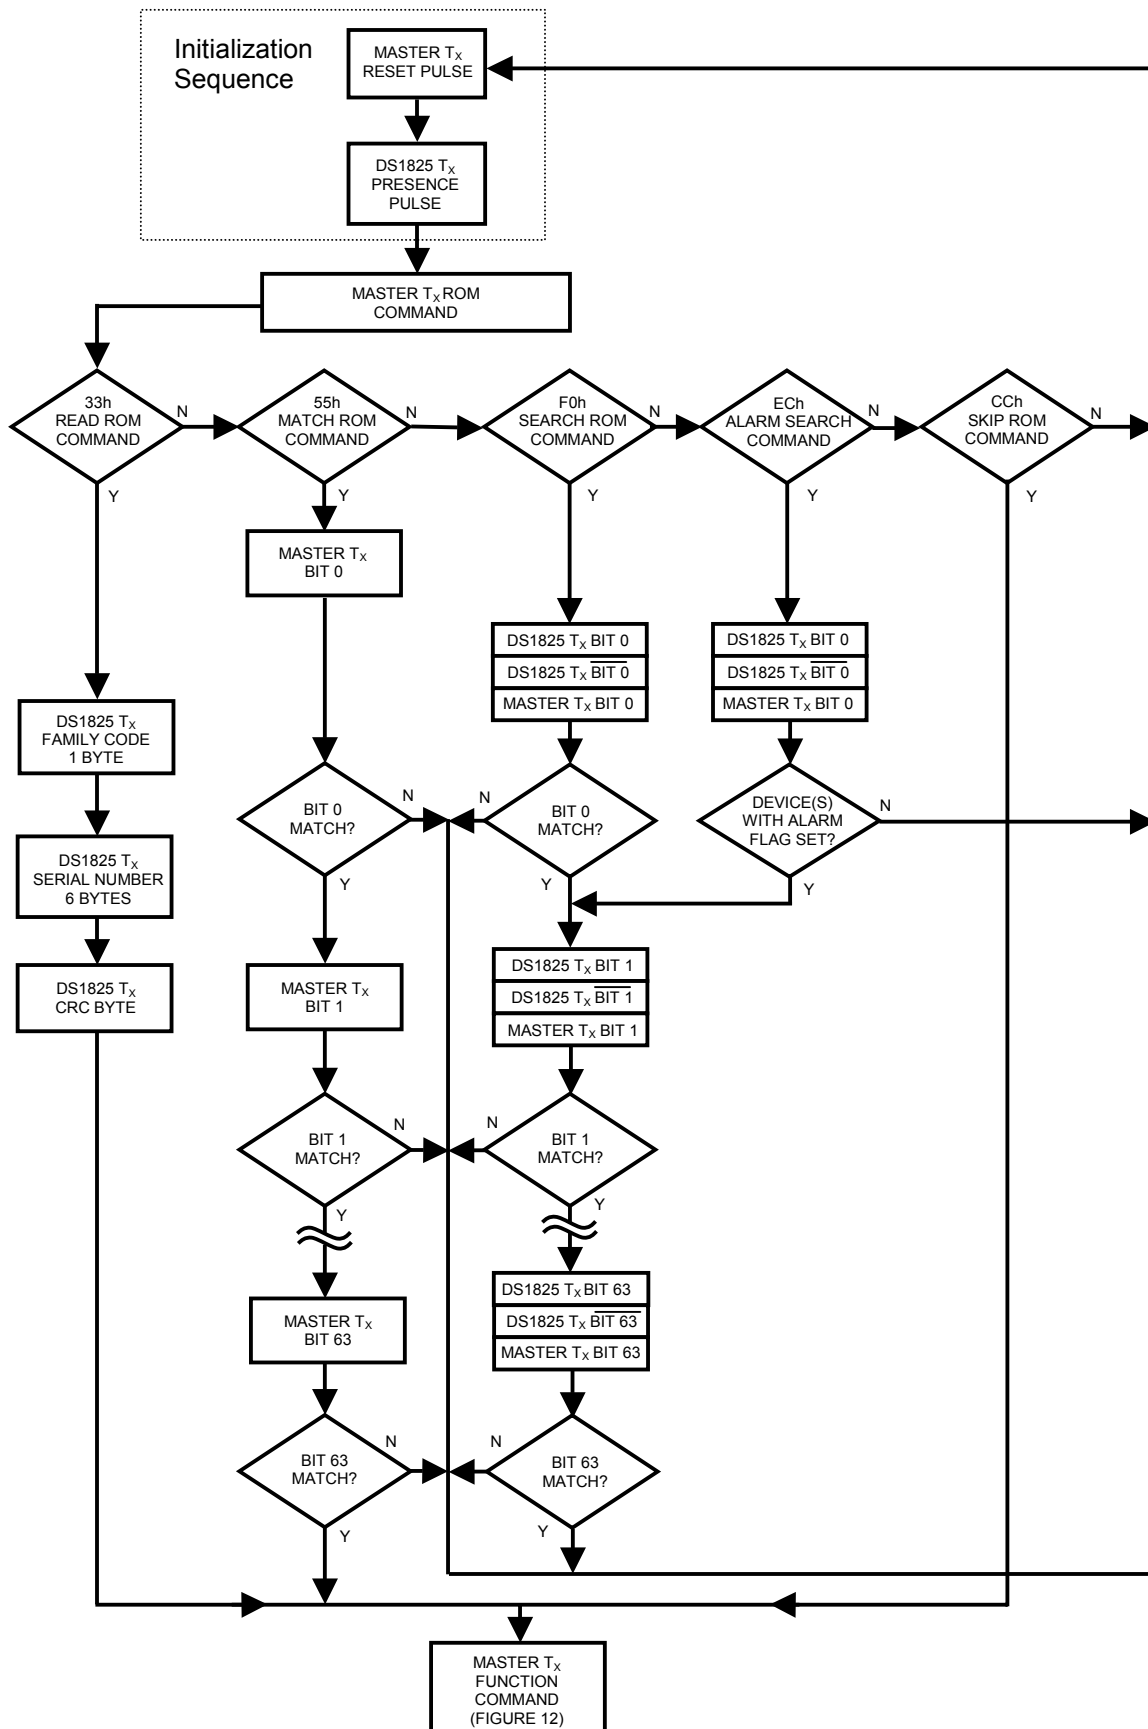 Initialization
Sequence
MASTER TX
RESET PULSE
DS1825 TX
PRESENCE
PULSE
MASTER TX ROM
COMMAND
33h
READ ROM
COMMAND
N
Y
55h
MATCH ROM
COMMAND
N
Y
F0h
SEARCH ROM
COMMAND
N
Y
ECh
ALARM SEARCH
COMMAND
N
Y
CCh
SKIP ROM
COMMAND
N
Y
MASTER TX
BIT 0
DS1825 TX BIT 0
DS1825 TX BIT 0
MASTER TX BIT 0
DS1825 TX BIT 0
DS1825 TX BIT 0
MASTER TX BIT 0
DS1825 TX
FAMILY CODE
1 BYTE
DS1825 TX
SERIAL NUMBER
6 BYTES
DS1825 TX
CRC BYTE
BIT 0
MATCH?
N
Y
N
BIT 0
MATCH?
Y
DEVICE(S)
WITH ALARM
FLAG SET?
N
Y
MASTER TX
BIT 1
DS1825 TX BIT 1
DS1825 TX BIT 1
MASTER TX BIT 1
BIT 1
MATCH?
N
Y
N
BIT 1
MATCH?
Y
MASTER TX
BIT 63
DS1825 TX BIT 63
DS1825 TX BIT 63
MASTER TX BIT 63
BIT 63
MATCH?
N
Y
N
BIT 63
MATCH?
Y
MASTER TX
FUNCTION
COMMAND
(FIGURE 12)